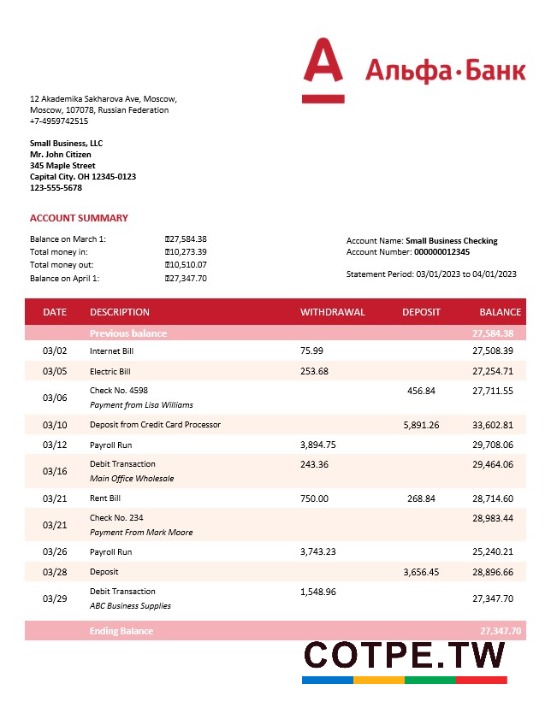 А
Альфа·Банк
12 Akademika Sakharova Ave, Moscow,
Moscow, 107078, Russian Federation
+7-4959742515
Small Business, LLC
Mr. John Citizen
345 Maple Street
Capital City. OH 12345-0123
123-555-5678
ACCOUNT SUMMARY
Balance on March 1: 27,584.38
Total money in: 10,273.39
Total money out: 10,510.07
Balance on April 1: 27,347.70
Account Name: Small Business Checking
Account Number: 000000012345
Statement Period: 03/01/2023 to 04/01/2023
DATE DESCRIPTION WITHDRAWAL DEPOSIT BALANCE
Previous balance 27,584.38
03/02 Internet Bill 75.99 27,508.39
03/05 Electric Bill 253.68 27,254.71
03/06 Check No. 4598 456.84 27,711.55
Payment from Lisa Williams
03/10 Deposit from Credit Card Processor 5,891.26 33,602.81
03/12 Payroll Run 3,894.75 29,708.06
03/16 Debit Transaction 243.36 29,464.06
Main Office Wholesale
03/21 Rent Bill 750.00 268.84 28,714.60
03/21 Check No. 234 28,983.44
Payment From Mark Moore
03/26 Payroll Run 3,743.23 25,240.21
03/28 Deposit 3,656.45 28,896.66
03/29 Debit Transaction 1,548.96 27,347.70
ABC Business Supplies
Ending Balance 27,347.70
COTPE.TW